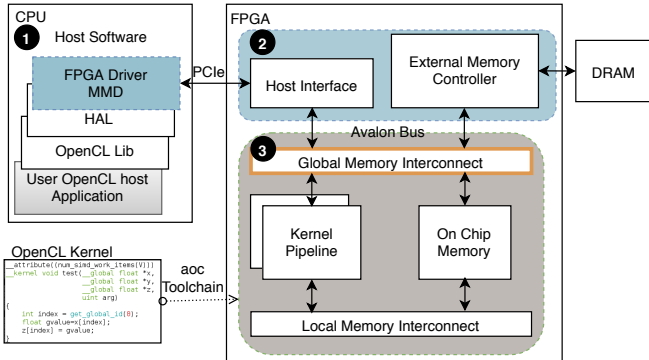 CPU
1
Host Software
FPGA Driver
MMD
HAL
OpenCL Lib
User OpenCL host
Application
PCIe
FPGA
2
Host Interface
External Memory
Controller
DRAM
Avalon Bus
3
Global Memory Interconnect
Kernel
Pipeline
On Chip
Memory
Local Memory Interconnect
OpenCL Kernel
__attribute((num_simd_work_items(V)))
__kernel void test(__global float *x,
__global float *y,
__global float *z,
uint arg)
{
int index = get_global_id(0);
float gvalue=x[index];
z[index] = gvalue;
}
aoc
Toolchain